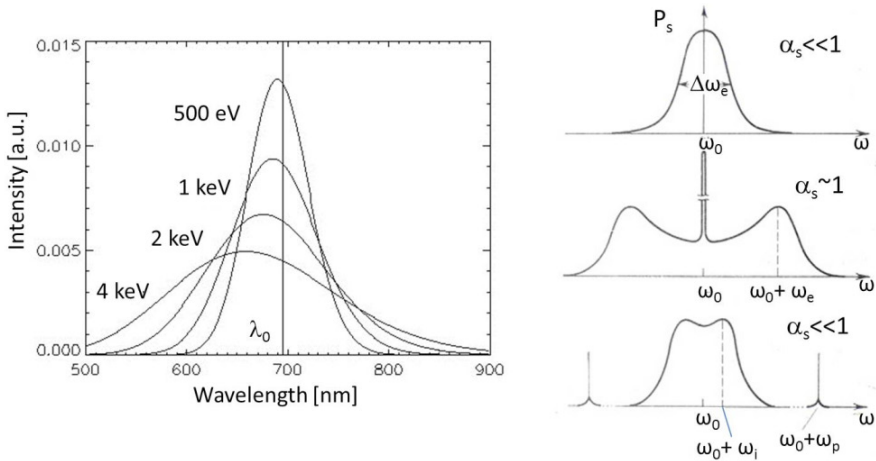 0.015
0.010
0.005
0.000
Intensity [a.u.]
500 eV
1 keV
2 keV
4 keV
λ₀
500
600
700
800
900
Wavelength [nm]
Pₛ
αₛ<<1
Δωₑ
ω₀
ω
αₛ~1
ω₀
ω₀+ ωₑ
ω
αₛ<<1
ω₀
ω
ω₀+ ωᵢ
ω₀+ωₚ